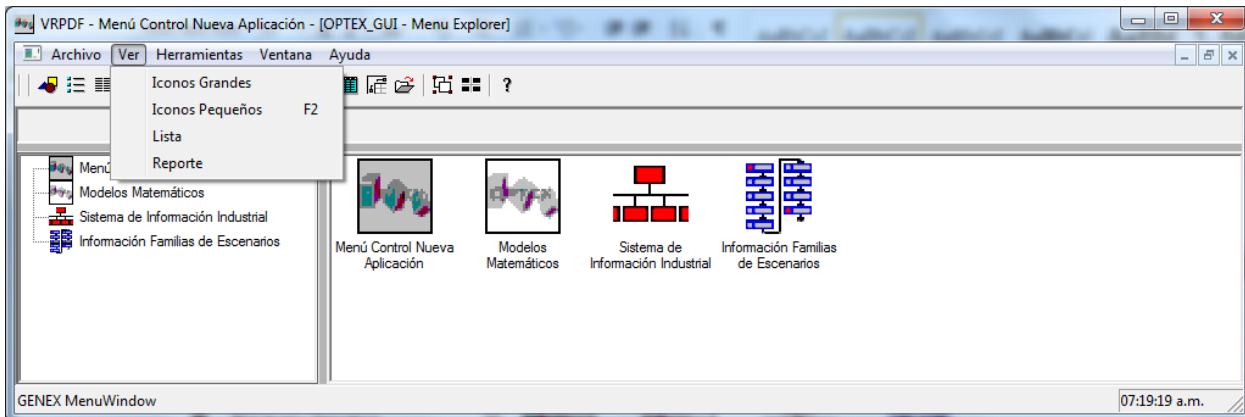 VRPDF - Menú Control Nueva Aplicación - [OPTEX_GUI - Menu Explorer]
Archivo Ver Herramientas Ventana Ayuda
Iconos Grandes
Iconos Pequeños F2
Lista
Reporte
Menú
Modelos Matemáticos
Sistema de Información Industrial
Información Familias de Escenarios
Menú Control Nueva
Aplicación
Modelos
Matemáticos
Sistema de
Información Industrial
Información Familias
de Escenarios
GENEX MenuWindow
07:19:19 a.m.